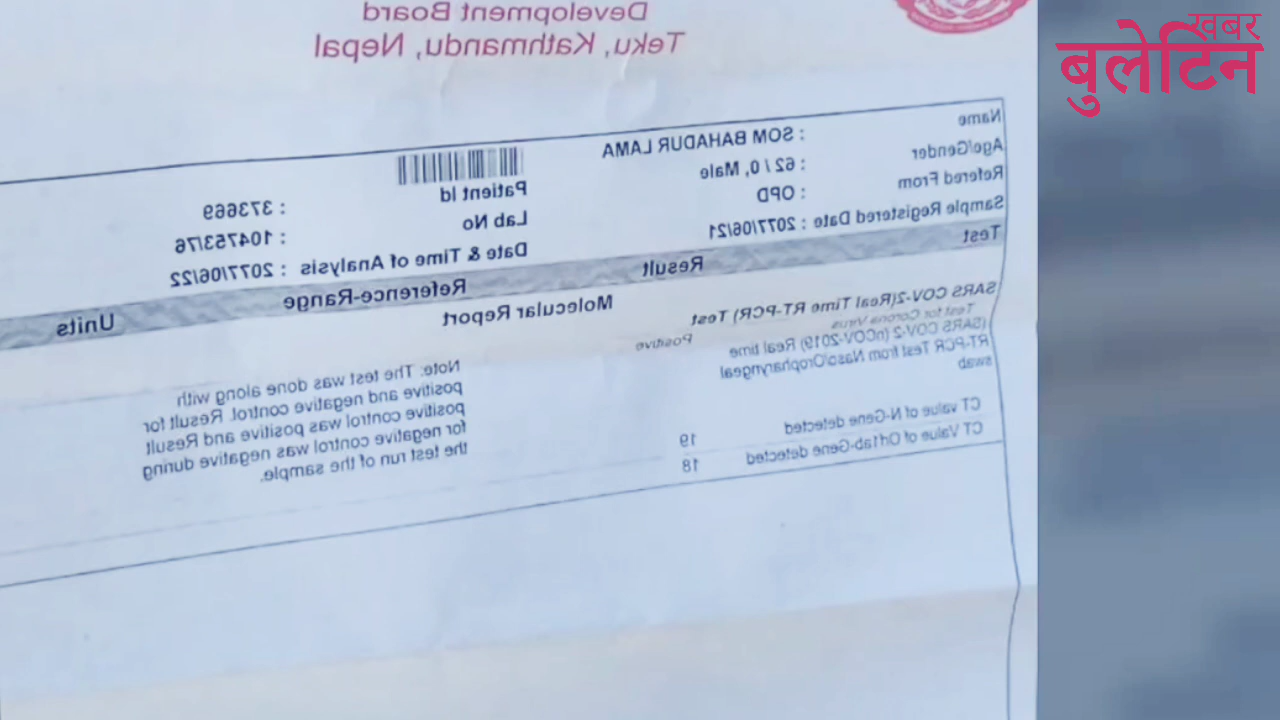 खबर
बुलेटिन
Development Board
Teku, Kathmandu, Nepal
Name : SOM BAHADUR LAMA
Age/Gender : 62 / 0, Male Patient Id : 373669
Refered From : OPD Lab No : 104753/76
Sample Registered Date : 2077/06/21 Date & Time of Analysis : 2077/06/22
Test Result Reference-Range Units
Molecular Report
SARS COV-2(Real Time RT-PCR) Test
Test for Corona Virus
(SARS COV-2 (nCOV-2019) Real time Positive
RT-PCR Test from Naso/Oropharyngeal
swab
Note: The test was done along with
positive and negative control. Result for
positive control was positive and Result
for negative control was negative during
the test run of the sample.
CT value of N-Gene detected 19
CT Value of Orf1ab-Gene detected 18